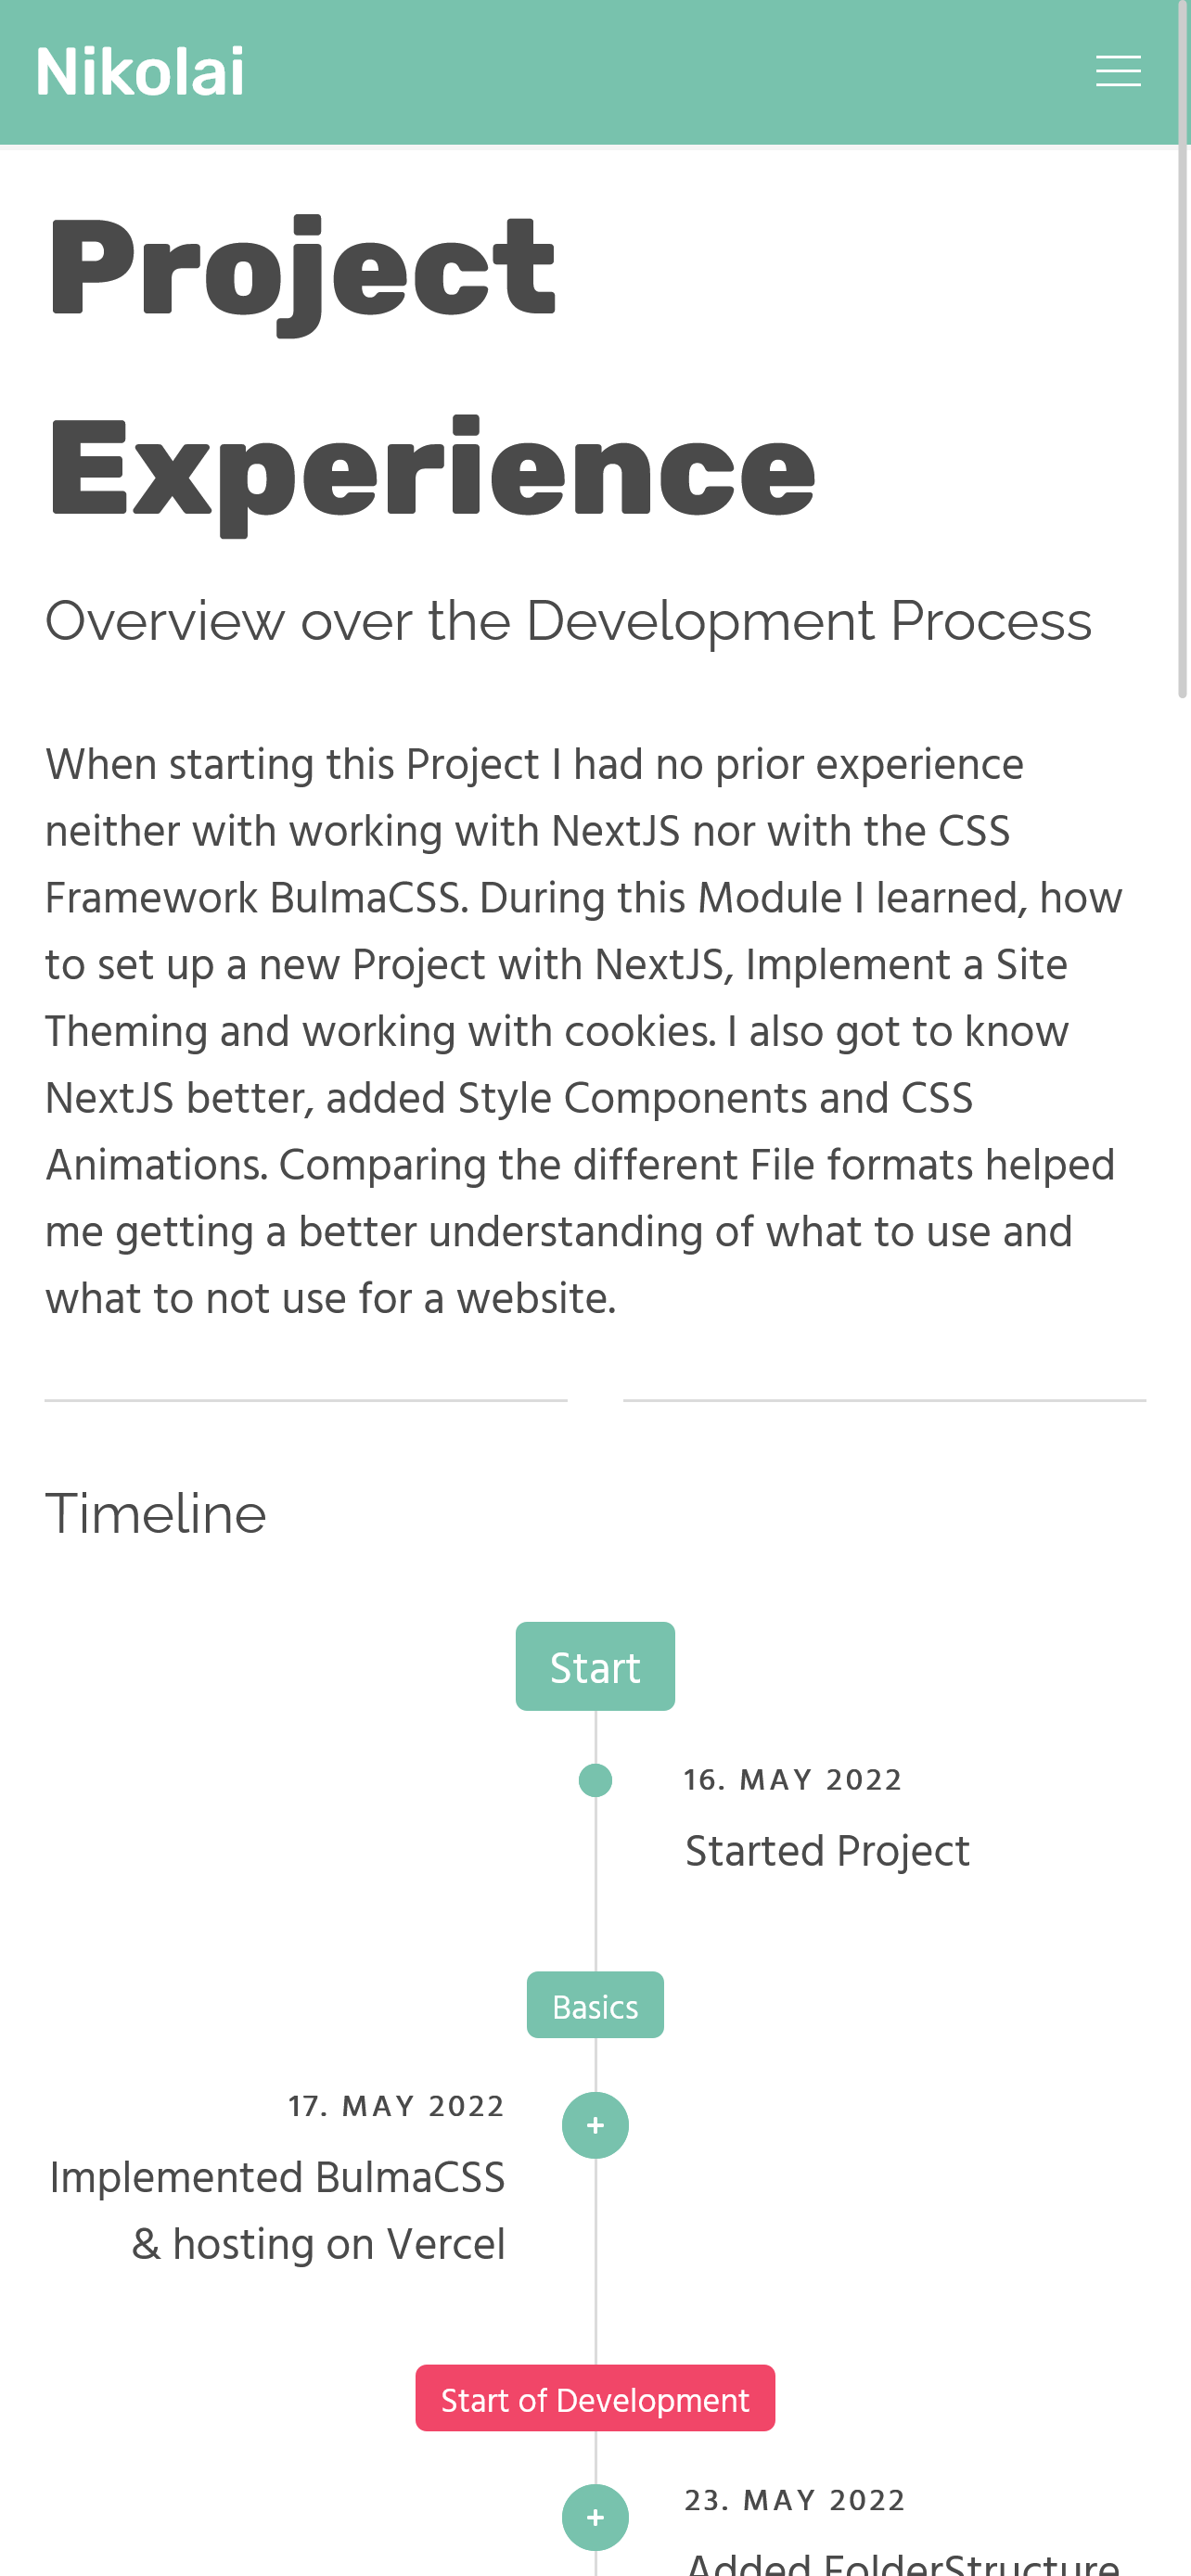 Nikolai
Project
Experience
Overview over the Development Process
When starting this Project I had no prior experience
neither with working with NextJS nor with the CSS
Framework BulmaCSS. During this Module I learned, how
to set up a new Project with NextJS, Implement a Site
Theming and working with cookies. I also got to know
NextJS better, added Style Components and CSS
Animations. Comparing the different File formats helped
me getting a better understanding of what to use and
what to not use for a website.
Timeline
Start
16. MAY 2022
Started Project
Basics
17. MAY 2022
+
Implemented BulmaCSS
& hosting on Vercel
Start of Development
23. MAY 2022
+
Added FolderStructure